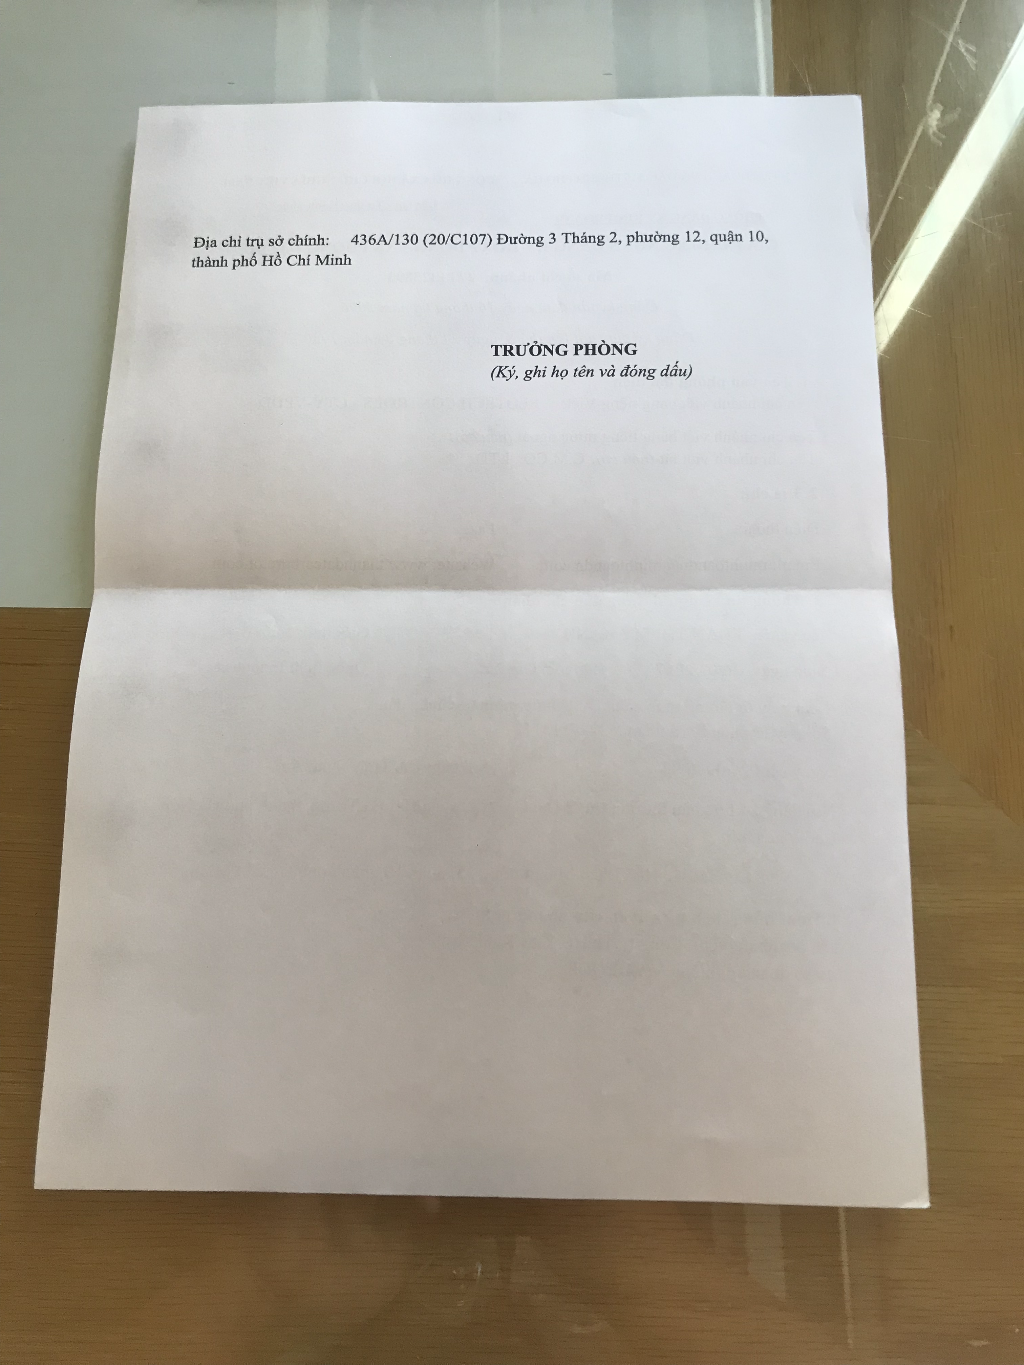 Địa chỉ trụ sở chính: 436A/130 (20/C107) Đường 3 Tháng 2, phường 12, quận 10,
thành phố Hồ Chí Minh
TRƯỞNG PHÒNG
(Ký, ghi họ tên và đóng dấu)